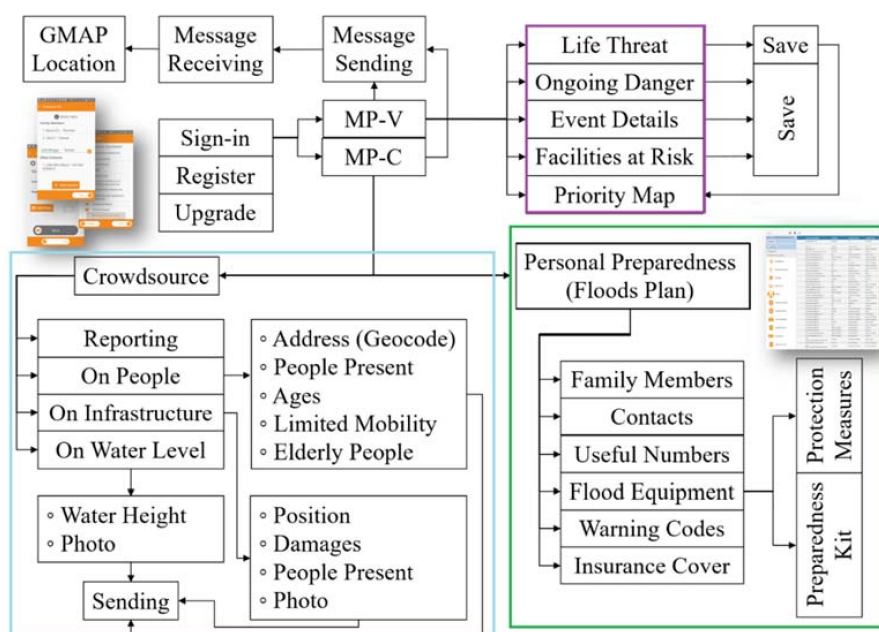 GMAP
Location
Message
Receiving
Message
Sending
Life Threat
Ongoing Danger
Event Details
Facilities at Risk
Priority Map
Save
Save
Sign-in
Register
Upgrade
MP-V
MP-C
Crowdsource
Reporting
On People
On Infrastructure
On Water Level
◦ Address (Geocode)
◦ People Present
◦ Ages
◦ Limited Mobility
◦ Elderly People
◦ Water Height
◦ Photo
◦ Position
◦ Damages
◦ People Present
◦ Photo
Sending
Personal Preparedness
(Floods Plan)
Family Members
Contacts
Useful Numbers
Flood Equipment
Warning Codes
Insurance Cover
Protection
Measures
Preparedness
Kit